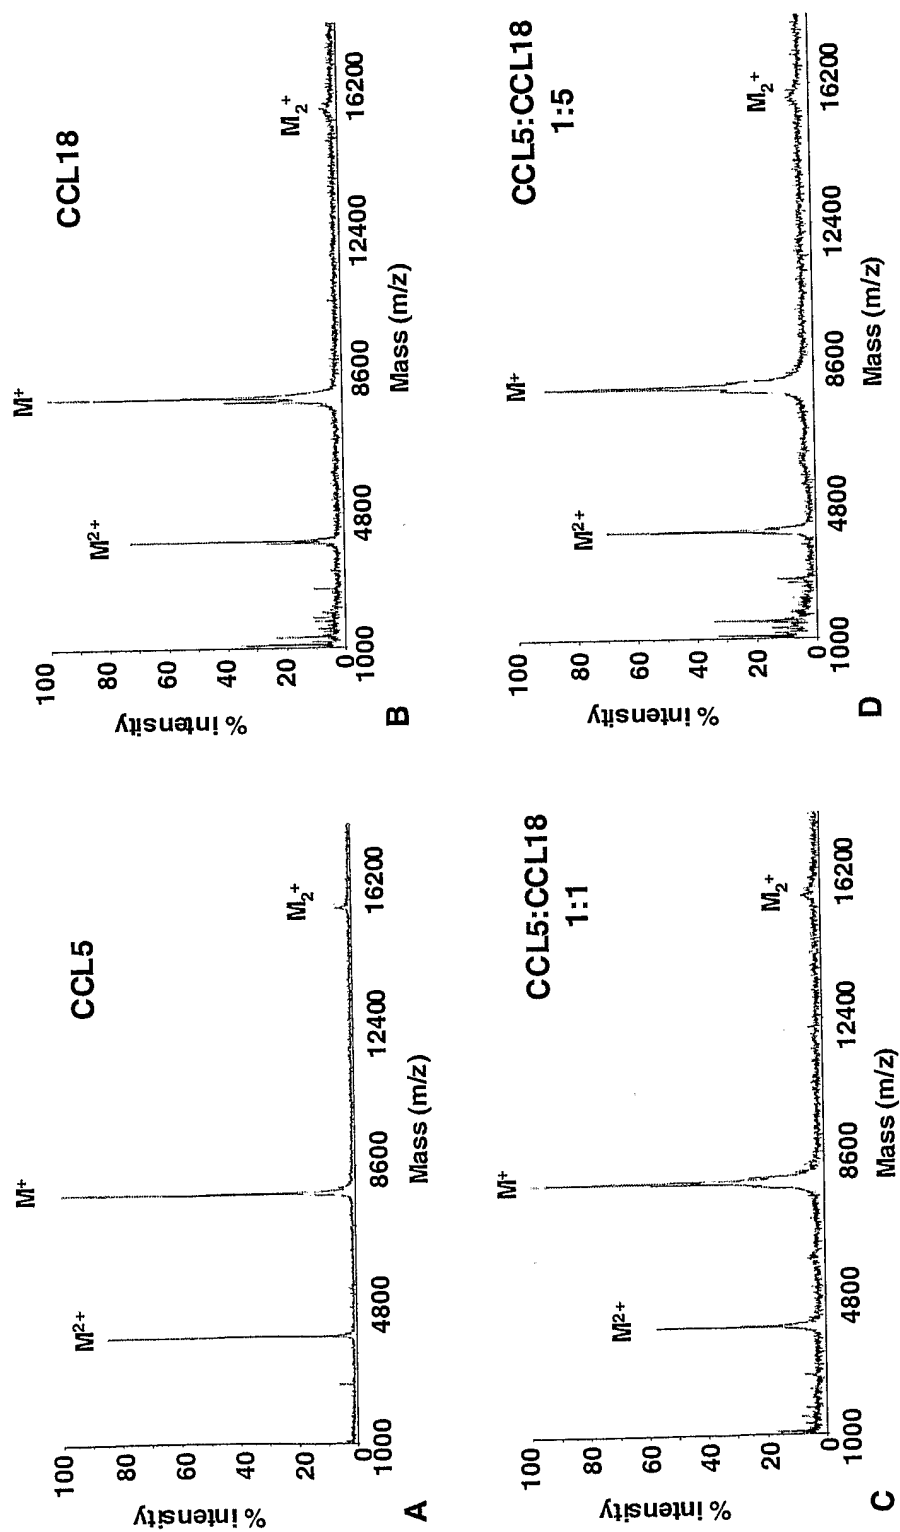 A
CCL5
% intensity
100
80
60
40
20
0
M²⁺
M⁺
M₂⁺
1000
4800
8600
12400
16200
Mass (m/z)
B
CCL18
% intensity
100
80
60
40
20
0
M²⁺
M⁺
M₂⁺
1000
4800
8600
12400
16200
Mass (m/z)
C
CCL5:CCL18
1:1
% intensity
100
80
60
40
20
0
M²⁺
M⁺
M₂⁺
1000
4800
8600
12400
16200
Mass (m/z)
D
CCL5:CCL18
1:5
% intensity
100
80
60
40
20
0
M²⁺
M⁺
M₂⁺
1000
4800
8600
12400
16200
Mass (m/z)